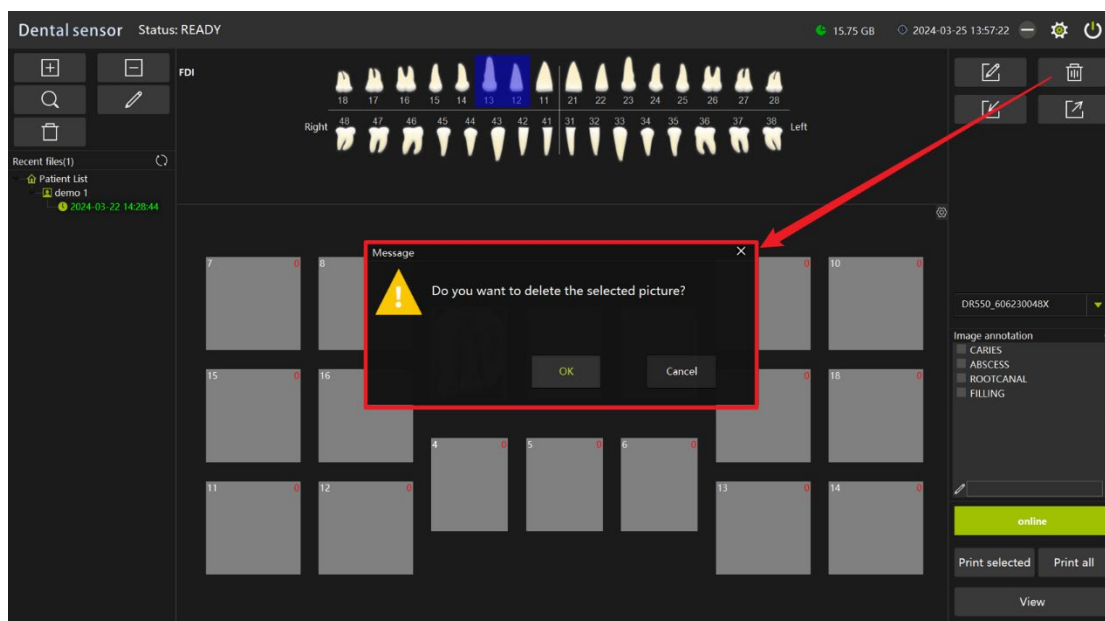 Dental sensor Status: READY 15.75 GB 2024-03-25 13:57:22
FDI
18 17 16 15 14 13 12 11 21 22 23 24 25 26 27 28
Right 48 47 46 45 44 43 42 41 31 32 33 34 35 36 37 38 Left
Recent files(1)
Patient List
demo 1
2024-03-22 14:28:44
Message
Do you want to delete the selected picture?
OK Cancel
7 0 8 0 10 0
15 0 16 0 18 0
4 0 5 0 6 0
11 0 12 0 13 0 14 0
DR550_606230048X
Image annotation
CARIES
ABSCESS
ROOTCANAL
FILLING
online
Print selected Print all
View